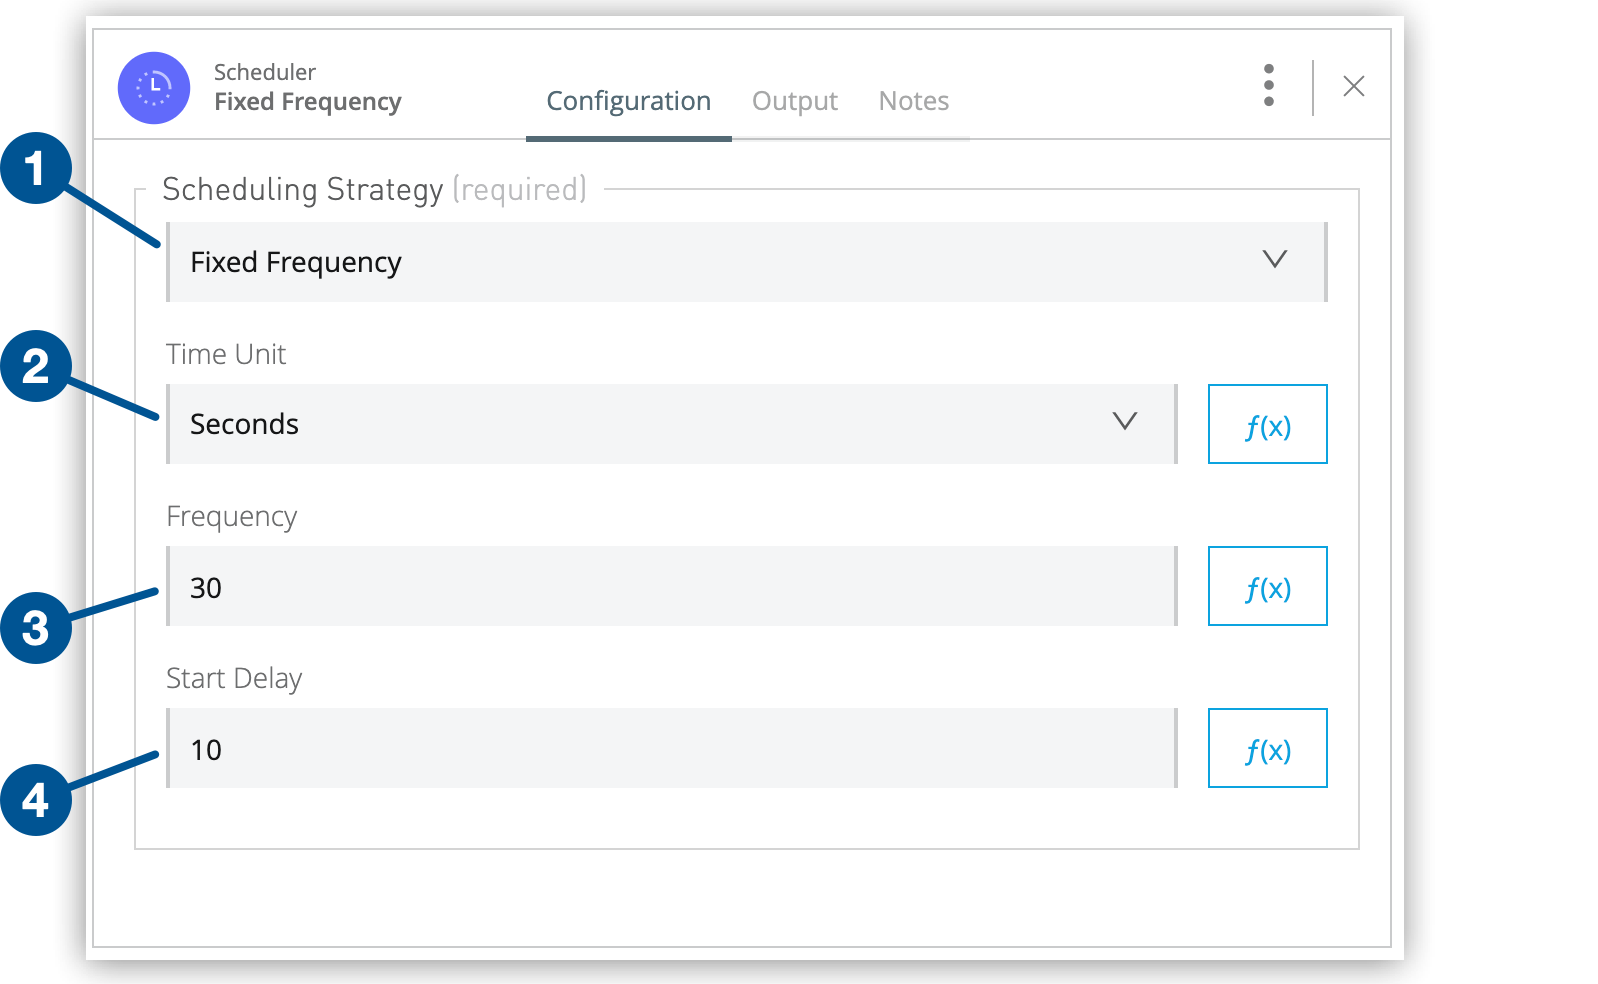 Scheduler
Fixed Frequency
Configuration Output Notes
1
Scheduling Strategy (required)
Fixed Frequency
2
Time Unit
Seconds
f(x)
Frequency
3
30
f(x)
Start Delay
4
10
f(x)